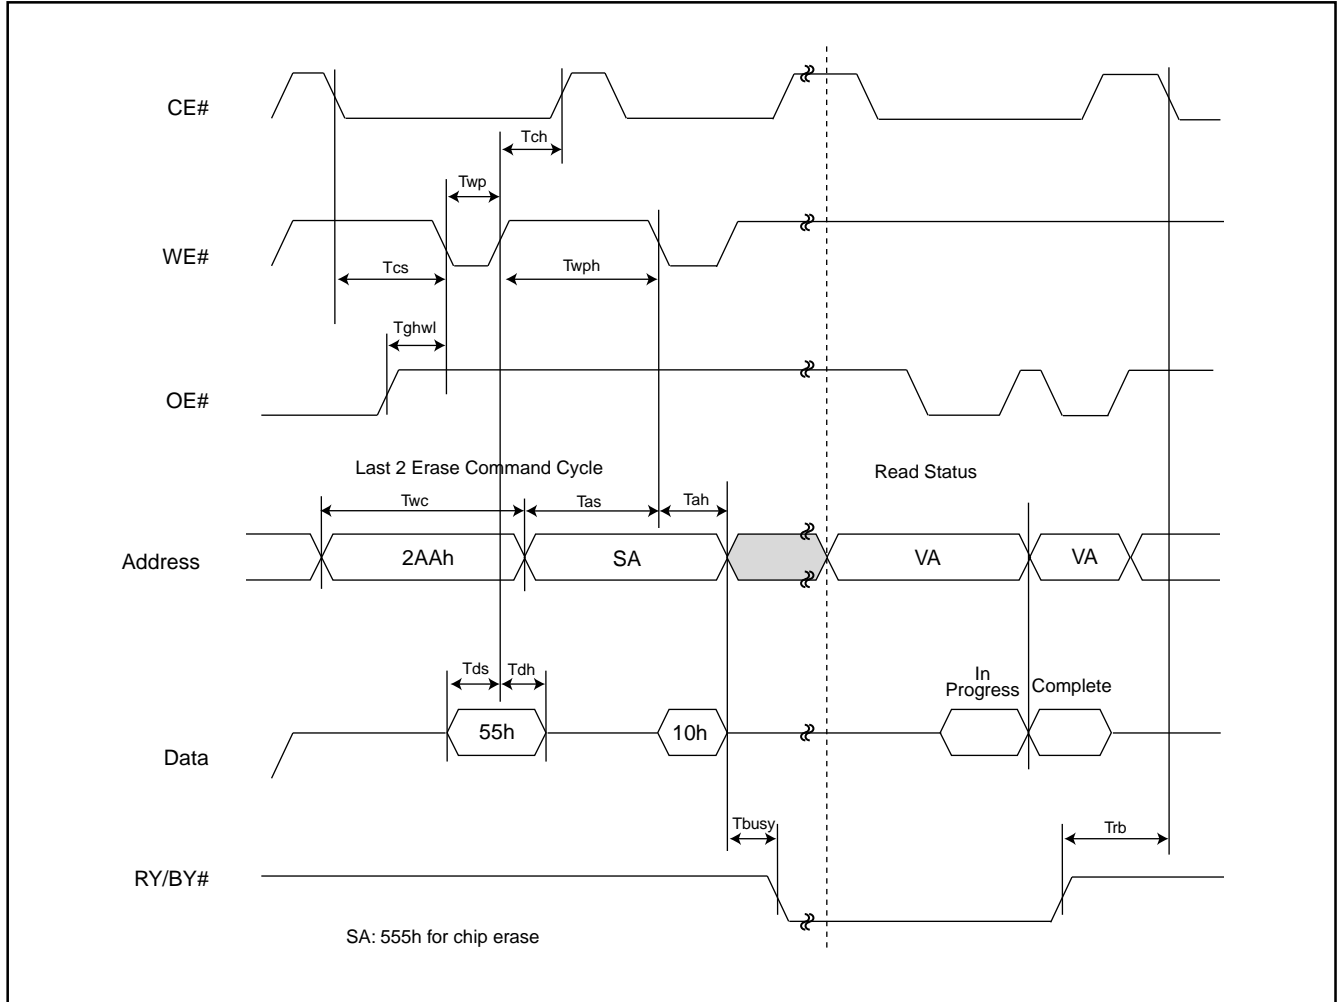 CE#
Tch
Twp
WE#
Tcs
Twph
Tghwl
OE#
Last 2 Erase Command Cycle
Read Status
Twc
Tas
Tah
Address
2AAh
SA
VA
VA
Tds
Tdh
In
Progress
Complete
55h
10h
Data
Tbusy
Trb
RY/BY#
SA: 555h for chip erase